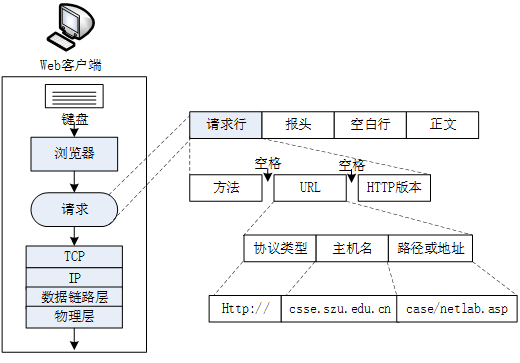 Web客户端
键盘
浏览器
请求
TCP
IP
数据链路层
物理层
请求行 报头 空白行 正文
空格 空格
方法 URL HTTP版本
协议类型 主机名 路径或地址
Http:// csse.szu.edu.cn case/netlab.asp